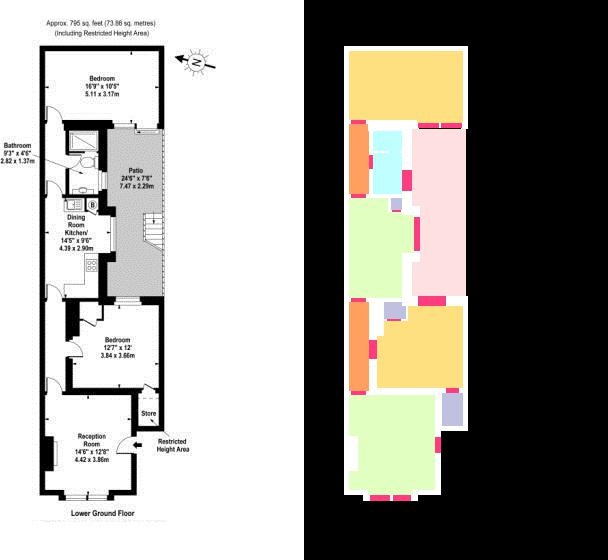 Approx. 795 sq. feet (73.86 sq. metres)
(Including Restricted Height Area)
N
Bedroom
16'9" x 10'5"
5.11 x 3.17m
Bathroom
9'3" x 4'6"
2.82 x 1.37m
Patio
24'6" x 7'6"
7.47 x 2.29m
B
Dining
Room
Kitchen/
14'5" x 9'6"
4.39 x 2.90m
Bedroom
12'7" x 12'
3.84 x 3.66m
Store
Reception
Room
14'6" x 12'8"
4.42 x 3.86m
Restricted
Height Area
Lower Ground Floor